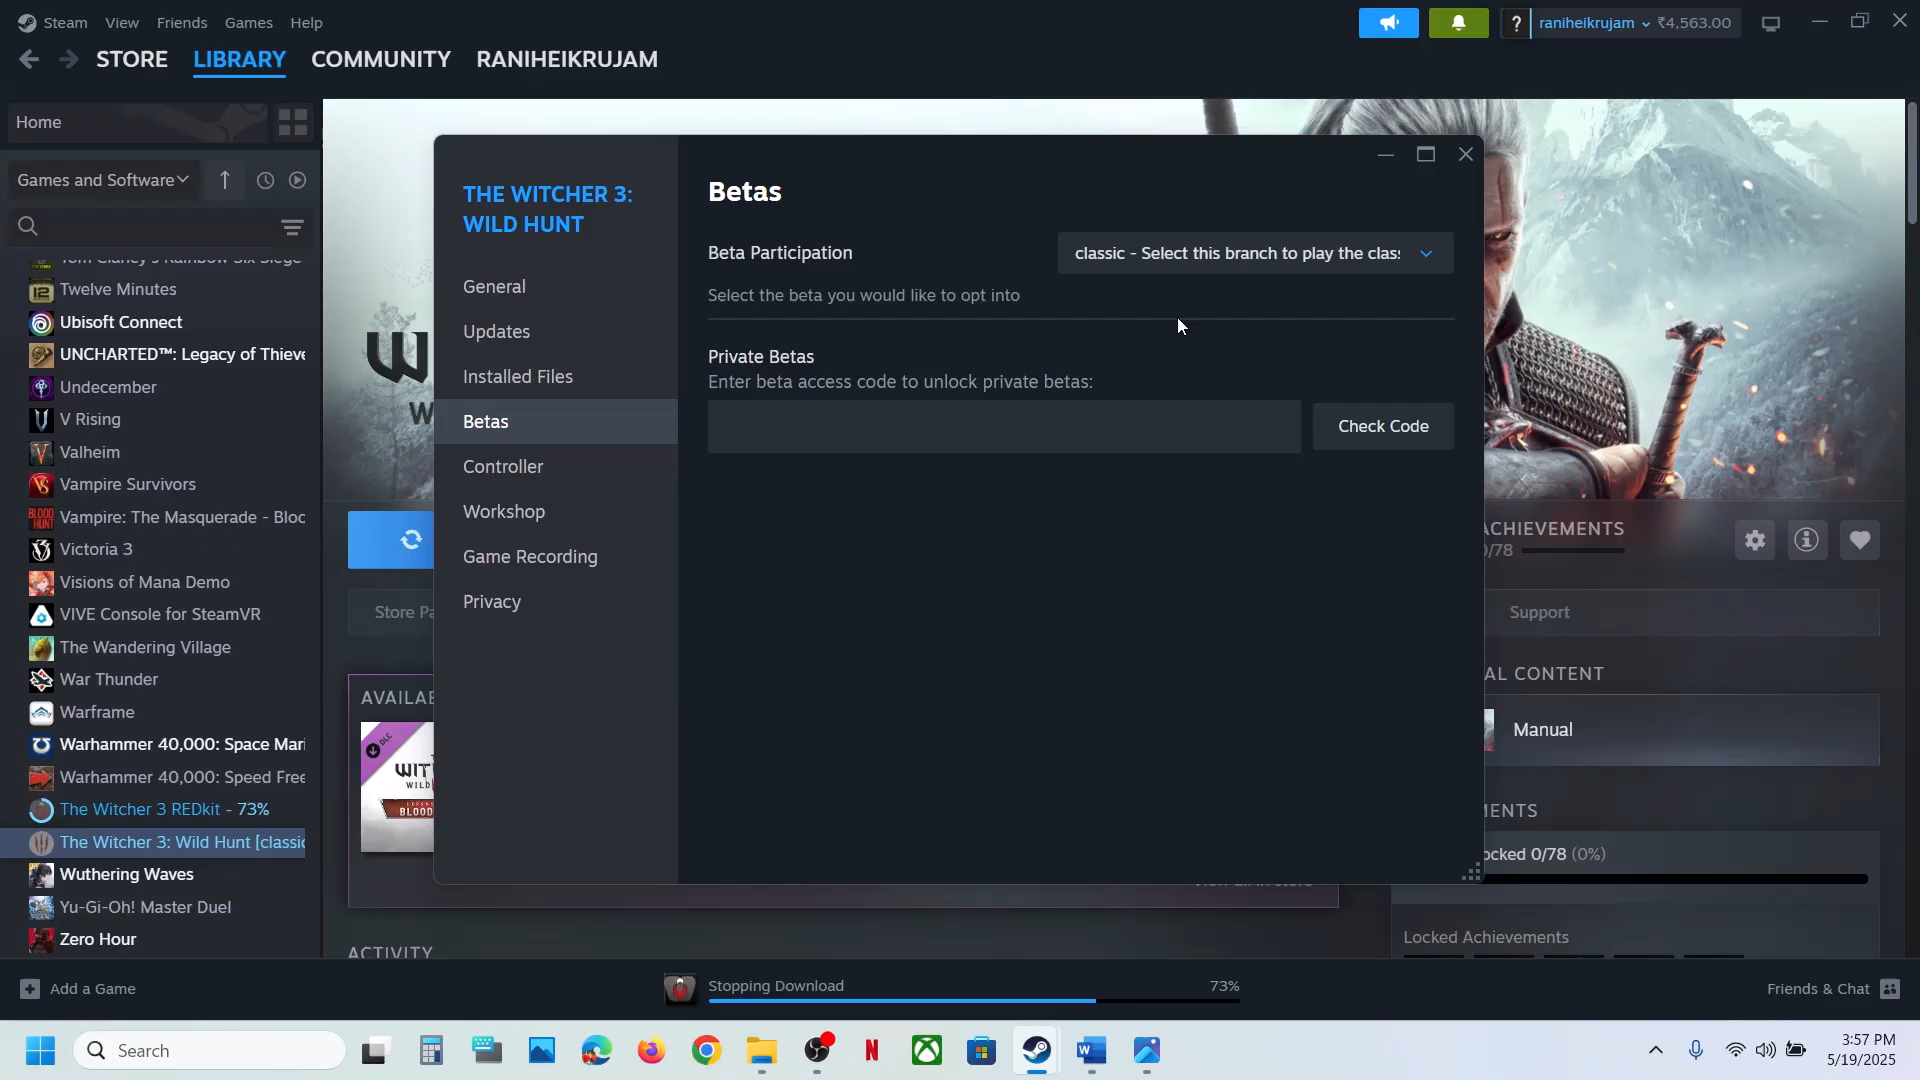 Steam View Friends Games Help
raniheikrujam ₹4,563.00
STORE LIBRARY COMMUNITY RANIHEIKRUJAM
Home
Games and Software
Twelve Minutes
Ubisoft Connect
UNCHARTED™: Legacy of Thieve
Undecember
V Rising
Valheim
Vampire Survivors
Vampire: The Masquerade - Bloo
Victoria 3
Visions of Mana Demo
VIVE Console for SteamVR
The Wandering Village
War Thunder
Warframe
Warhammer 40,000: Space Mari
Warhammer 40,000: Speed Free
The Witcher 3 REDkit - 73%
The Witcher 3: Wild Hunt [classic
Wuthering Waves
Yu-Gi-Oh! Master Duel
Zero Hour
Add a Game
THE WITCHER 3:
WILD HUNT
General
Updates
Installed Files
Betas
Controller
Workshop
Game Recording
Privacy
Betas
Beta Participation
classic - Select this branch to play the clas
Select the beta you would like to opt into
Private Betas
Enter beta access code to unlock private betas:
Check Code
Store Pa
AVAILAB
WILD
BLOOD
ACTIVITY
ACHIEVEMENTS
0/78
Support
AL CONTENT
Manual
MENTS
ocked 0/78 (0%)
Locked Achievements
Stopping Download 73%
Friends & Chat
Search
3:57 PM
5/19/2025